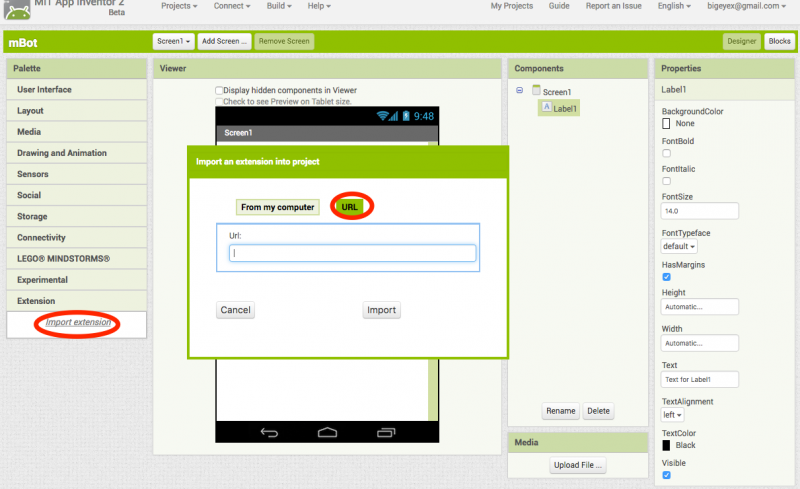 MIT App Inventor 2
Beta
Projects Connect Build Help My Projects Guide Report an Issue English bigeyex@gmail.com
mBot Screen1 Add Screen ... Remove Screen Designer Blocks
Palette
User Interface
Layout
Media
Drawing and Animation
Sensors
Social
Storage
Connectivity
LEGO® MINDSTORMS®
Experimental
Extension
Import extension
Viewer
Display hidden components in Viewer
Check to see Preview on Tablet size.
9:48
Screen1
Import an extension into project
From my computer URL
Url:
Cancel Import
Components
Screen1
A Label1
Rename Delete
Media
Upload File ...
Properties
Label1
BackgroundColor
None
FontBold
FontItalic
FontSize
14.0
FontTypeface
default
HasMargins
Height
Automatic...
Width
Automatic...
Text
Text for Label1
TextAlignment
left
TextColor
Black
Visible